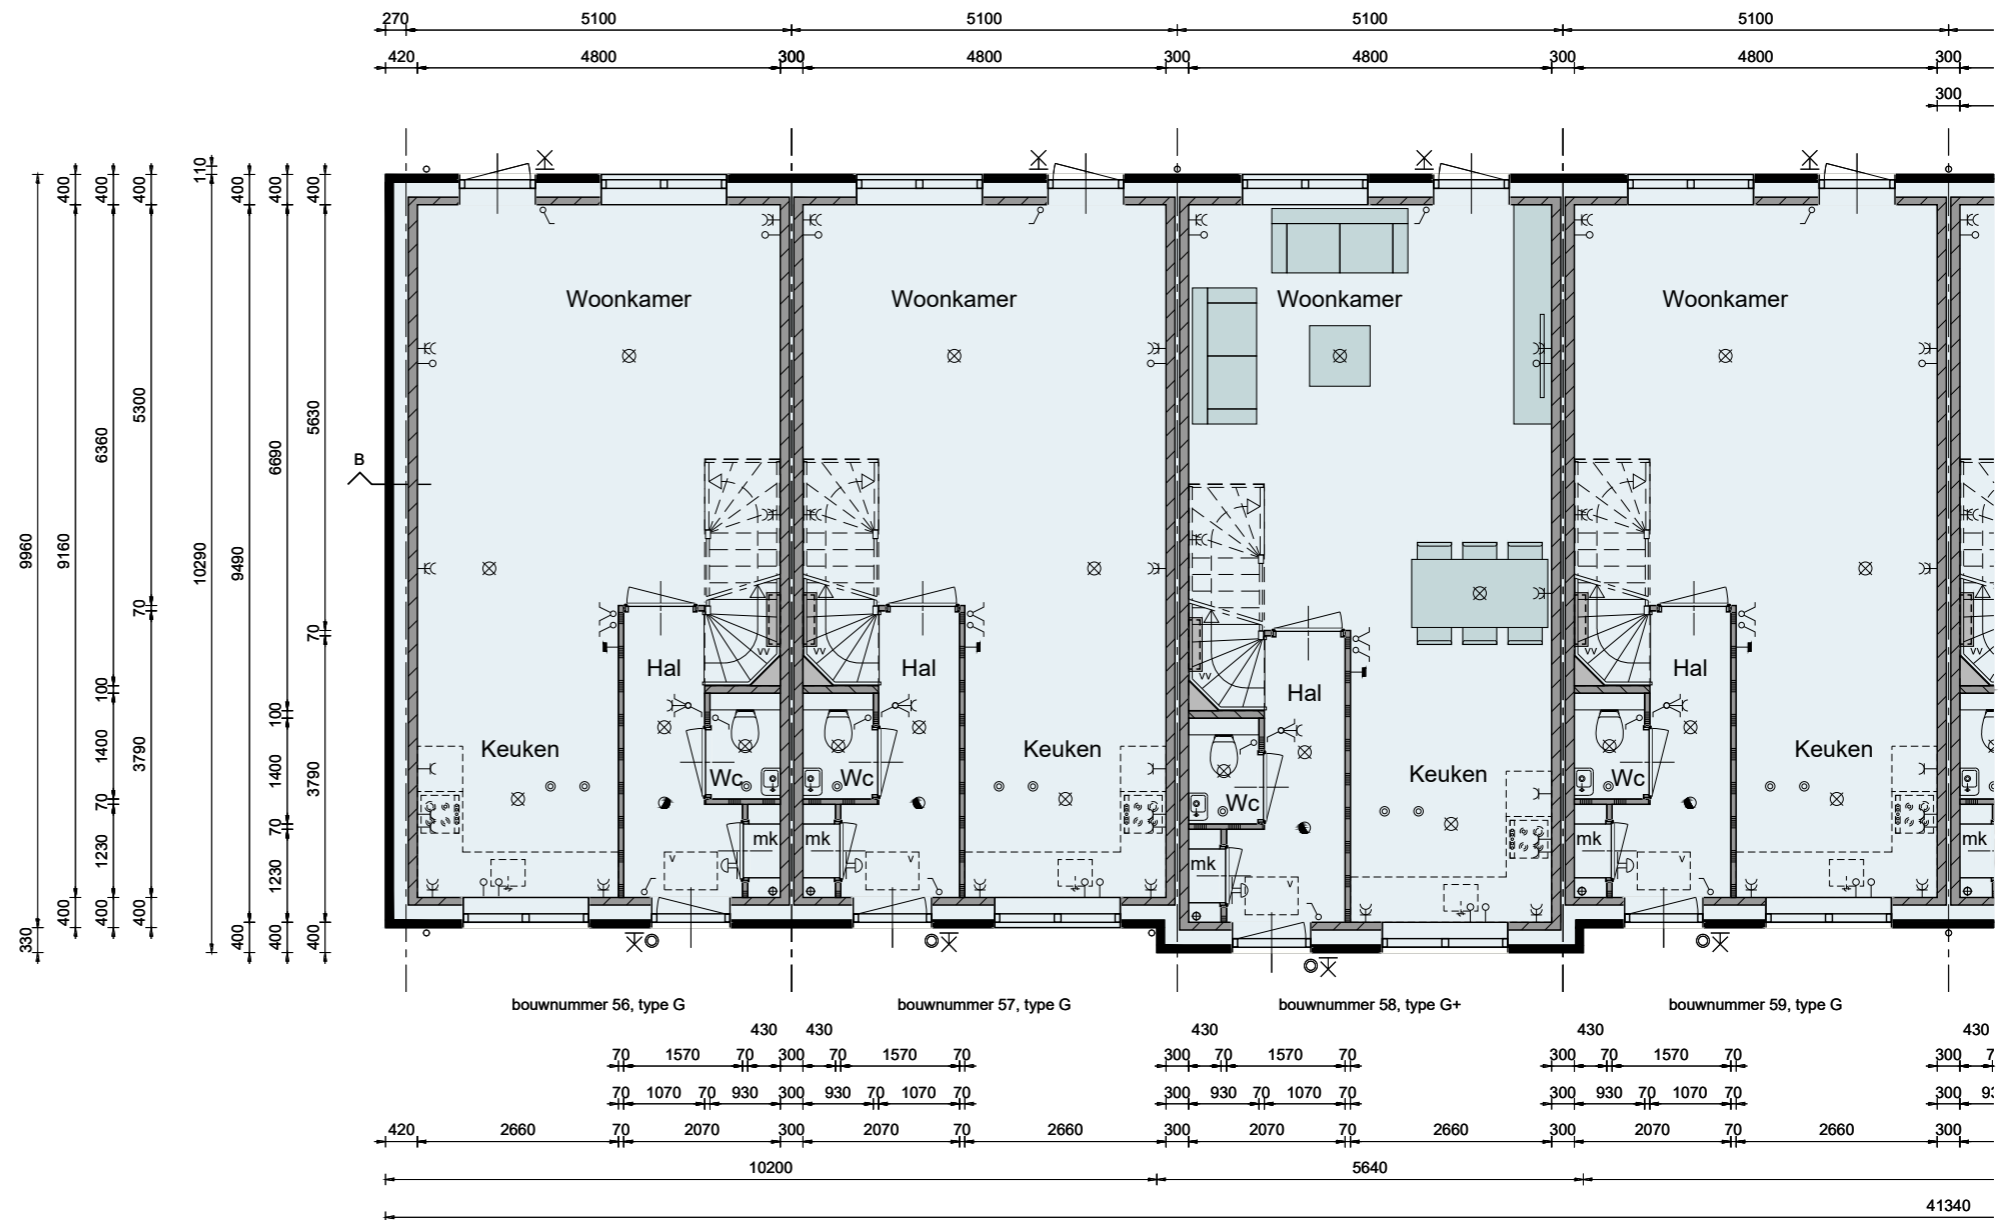 270 5100 5100 5100 5100
420 4800 300 4800 300 4800 300 4800 300
300
400 400 400 110 400 400 400
Woonkamer Woonkamer Woonkamer Woonkamer
5300 5630
6360 6690
B
9960 9160 10290 9490
70 70
Hal Hal Hal Hal
vv vv vv vv
100 100
1400 3790 1400 3790
Keuken Keuken Keuken Keuken
Wc Wc Wc Wc
70 70
mk mk mk mk mk
v v v v
1230 1230
400 400 400 330 400 400 400
bouwnummer 56, type G bouwnummer 57, type G bouwnummer 58, type G+ bouwnummer 59, type G
430 430 430 430 430
70 1570 70 300 70 1570 70 300 70 1570 70 300 70 1570 70 300
70 1070 70 930 300 930 70 1070 70 300 930 70 1070 70 300 930 70 1070 70 300
420 2660 70 2070 300 2070 70 2660 300 2070 70 2660 300 2070 70 2660 300
10200 5640
41340